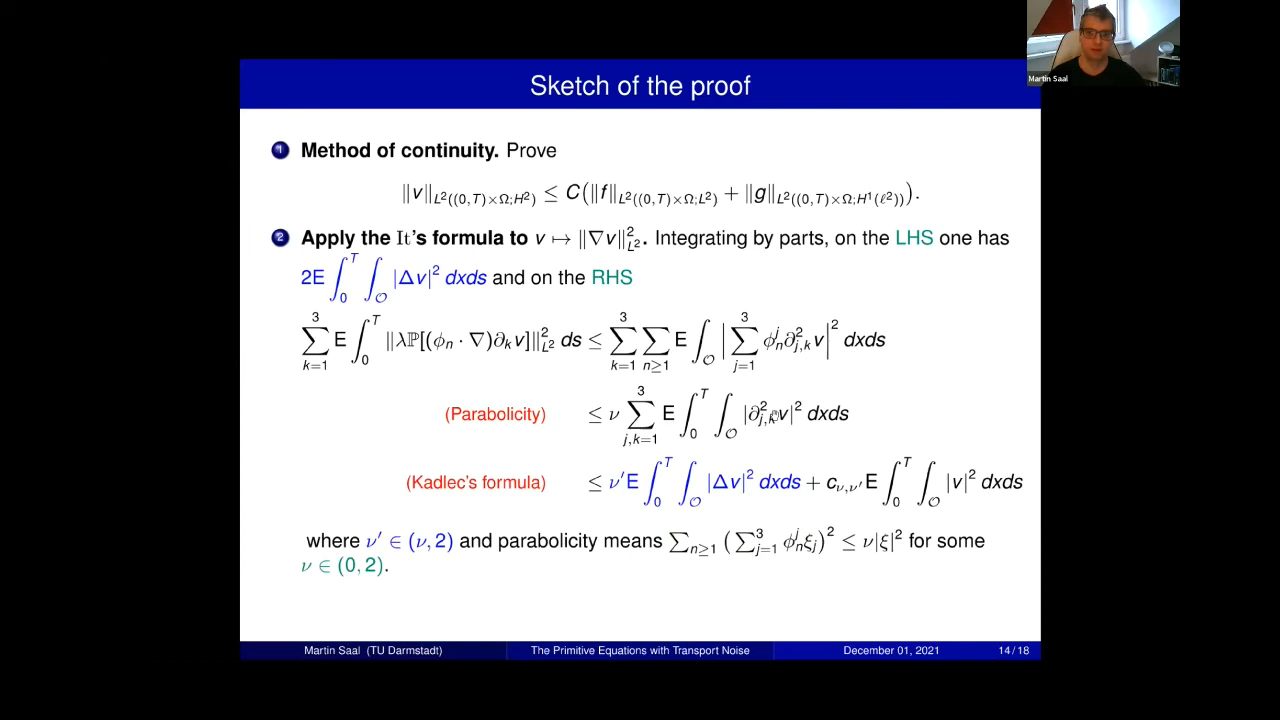 Martin Saal
Sketch of the proof
1 Method of continuity. Prove
‖v‖_{L²((0,T)×Ω;H²)} ≤ C(‖f‖_{L²((0,T)×Ω;L²)} + ‖g‖_{L²((0,T)×Ω;H¹(ℓ²))}).
2 Apply the It's formula to v ↦ ‖∇v‖²_{L²}. Integrating by parts, on the LHS one has
2E ∫_0^T ∫_𝒪 |Δv|² dxds and on the RHS
∑_{k=1}^3 E ∫_0^T ‖λℙ[(ϕ_n · ∇)∂_k v]‖²_{L²} ds ≤ ∑_{k=1}^3 ∑_{n≥1} E ∫_𝒪 |∑_{j=1}^3 ϕ_n^j ∂²_{j,k} v|² dxds
(Parabolicity) ≤ ν ∑_{j,k=1}^3 E ∫_0^T ∫_𝒪 |∂²_{j,k} v|² dxds
(Kadlec's formula) ≤ ν′E ∫_0^T ∫_𝒪 |Δv|² dxds + c_{ν,ν′} E ∫_0^T ∫_𝒪 |v|² dxds
where ν′ ∈ (ν, 2) and parabolicity means ∑_{n≥1} (∑_{j=1}^3 ϕ_n^j ξ_j)² ≤ ν|ξ|² for some
ν ∈ (0, 2).
Martin Saal (TU Darmstadt) The Primitive Equations with Transport Noise December 01, 2021 14 / 18